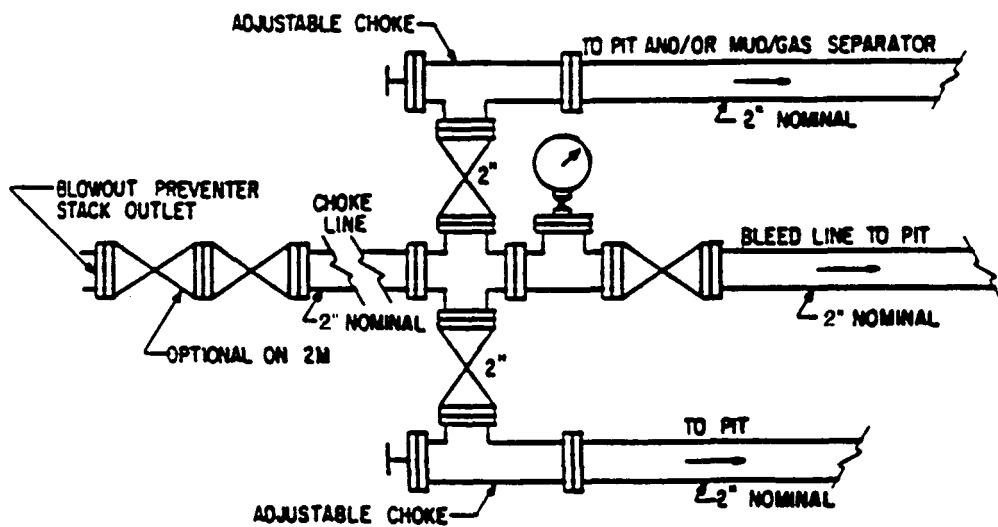 ADJUSTABLE CHOKE
TO PIT AND/OR MUD/GAS SEPARATOR
2" NOMINAL
2"
BLOWOUT PREVENTER
STACK OUTLET
CHOKE
LINE
BLEED LINE TO PIT
2" NOMINAL
2" NOMINAL
OPTIONAL ON 2M
2"
TO PIT
2" NOMINAL
ADJUSTABLE CHOKE